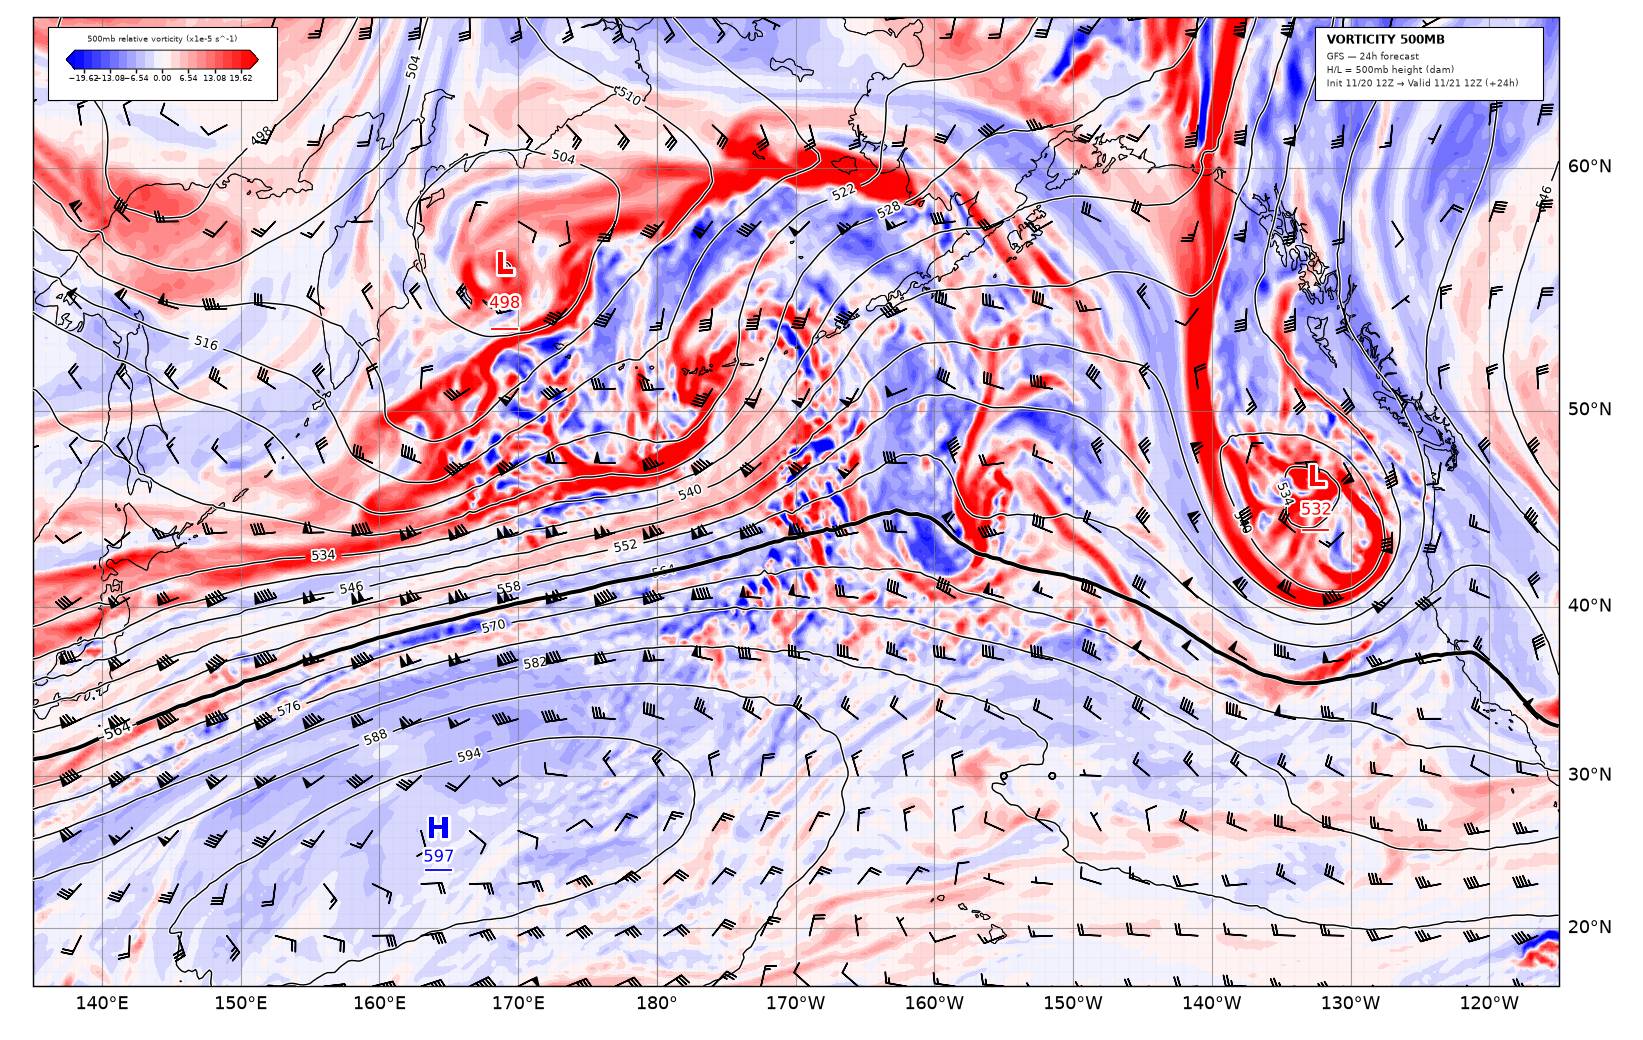 500mb relative vorticity (x1e-5 s^-1)
−19.62 −13.08 −6.54 0.00 6.54 13.08 19.62
VORTICITY 500MB
GFS — 24h forecast
H/L = 500mb height (dam)
Init 11/20 12Z → Valid 11/21 12Z (+24h)
504
510
498
504
522
528
546
516
L
498
L
532
534
540
540
534
552
546
558
564
570
582
576
564
588
594
H
597
60°N
50°N
40°N
30°N
20°N
140°E 150°E 160°E 170°E 180° 170°W 160°W 150°W 140°W 130°W 120°W